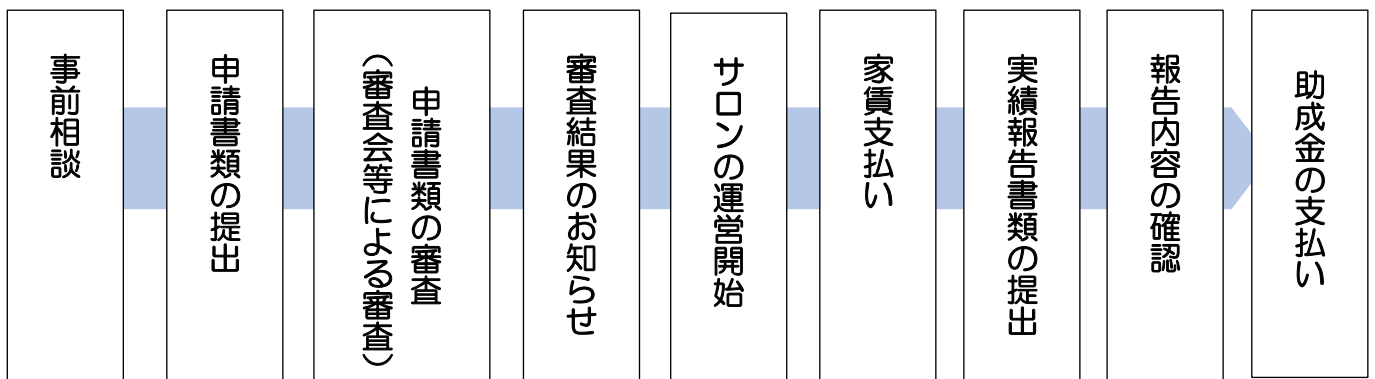 事前相談
申請書類の提出
申請書類の審査
（審査会等による審査）
審査結果のお知らせ
サロンの運営開始
家賃支払い
実績報告書類の提出
報告内容の確認
助成金の支払い